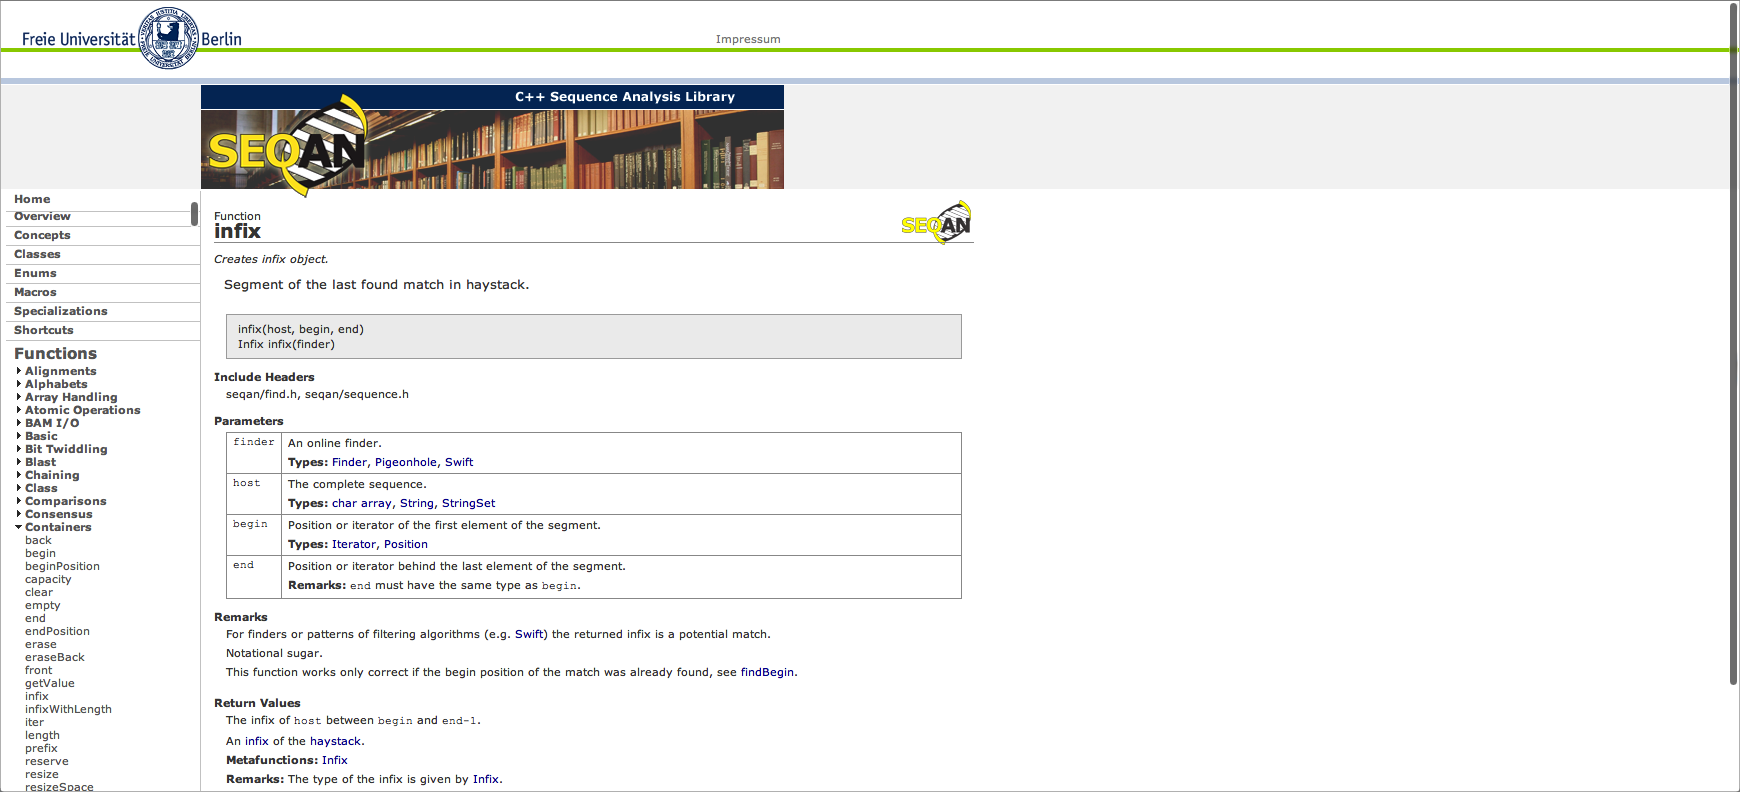 Freie Universität Berlin
Impressum
C++ Sequence Analysis Library
SEQAN
Home
Overview
Concepts
Classes
Enums
Macros
Specializations
Shortcuts
Functions
Alignments
Alphabets
Array Handling
Atomic Operations
BAM I/O
Basic
Bit Twiddling
Blast
Chaining
Class
Comparisons
Consensus
Containers
back
begin
beginPosition
capacity
clear
empty
end
endPosition
erase
eraseBack
front
getValue
infix
infixWithLength
iter
length
prefix
reserve
resize
resizeSpace
Function
infix
SEQAN
Creates infix object.
Segment of the last found match in haystack.
infix(host, begin, end)
Infix infix(finder)
Include Headers
seqan/find.h, seqan/sequence.h
Parameters
finder An online finder.
Types: Finder, Pigeonhole, Swift
host The complete sequence.
Types: char array, String, StringSet
begin Position or iterator of the first element of the segment.
Types: Iterator, Position
end Position or iterator behind the last element of the segment.
Remarks: end must have the same type as begin.
Remarks
For finders or patterns of filtering algorithms (e.g. Swift) the returned infix is a potential match.
Notational sugar.
This function works only correct if the begin position of the match was already found, see findBegin.
Return Values
The infix of host between begin and end-1.
An infix of the haystack.
Metafunctions: Infix
Remarks: The type of the infix is given by Infix.